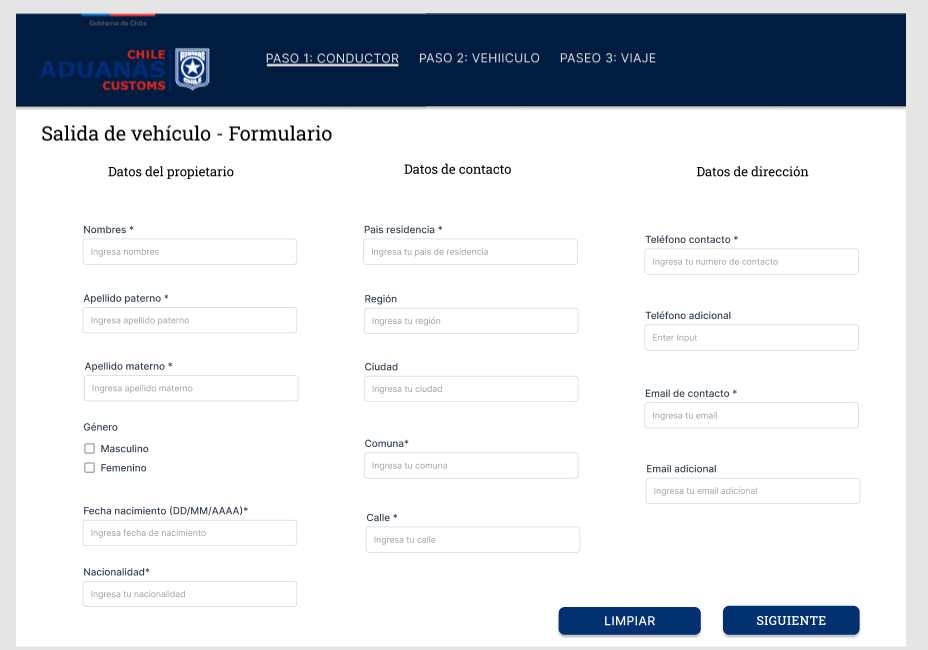 Gobierno de Chile
CHILE
ADUANAS
CUSTOMS
ADUANAS
CHILE
PASO 1: CONDUCTOR
PASO 2: VEHIICULO
PASEO 3: VIAJE
Salida de vehículo - Formulario
Datos del propietario
Nombres *
Ingresa nombres
Apellido paterno *
Ingresa apellido paterno
Apellido materno *
Ingresa apellido materno
Género
Masculino
Femenino
Fecha nacimiento (DD/MM/AAAA)*
Ingresa fecha de nacimiento
Nacionalidad*
Ingresa tu nacionalidad
Datos de contacto
Pais residencia *
Ingresa tu pais de residencia
Región
Ingresa tu región
Ciudad
Ingresa tu ciudad
Comuna*
Ingresa tu comuna
Calle *
Ingresa tu calle
Datos de dirección
Teléfono contacto *
Ingresa tu numero de contacto
Teléfono adicional
Enter Input
Email de contacto *
Ingresa tu email
Email adicional
Ingresa tu email adicional
LIMPIAR
SIGUIENTE